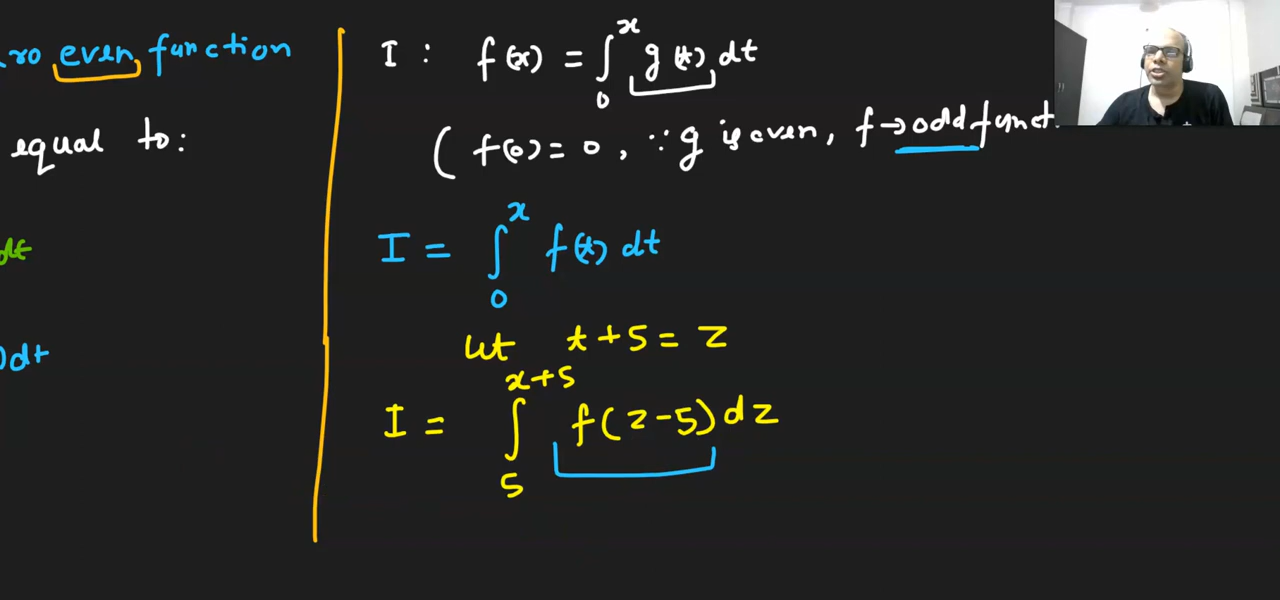 ro even function
equal to:
dt
)dt
I : f(x) = ∫₀ˣ g(t) dt
( f(0) = 0, ∵ g is even, f → odd funct
I = ∫₀ˣ f(t) dt
let t + 5 = z
I = ∫₅ˣ⁺⁵ f(z-5) dz